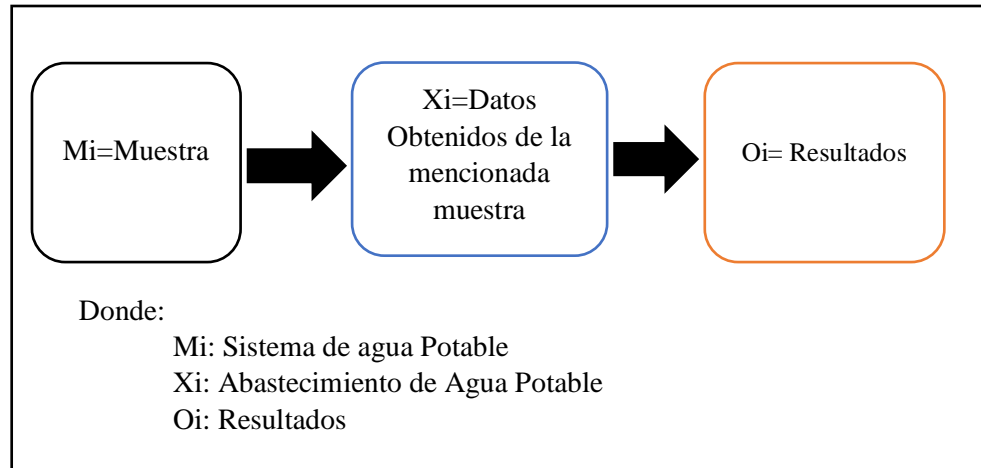 Mi=Muestra
Xi=Datos
Obtenidos de la
mencionada
muestra
Oi= Resultados
Donde:
Mi: Sistema de agua Potable
Xi: Abastecimiento de Agua Potable
Oi: Resultados